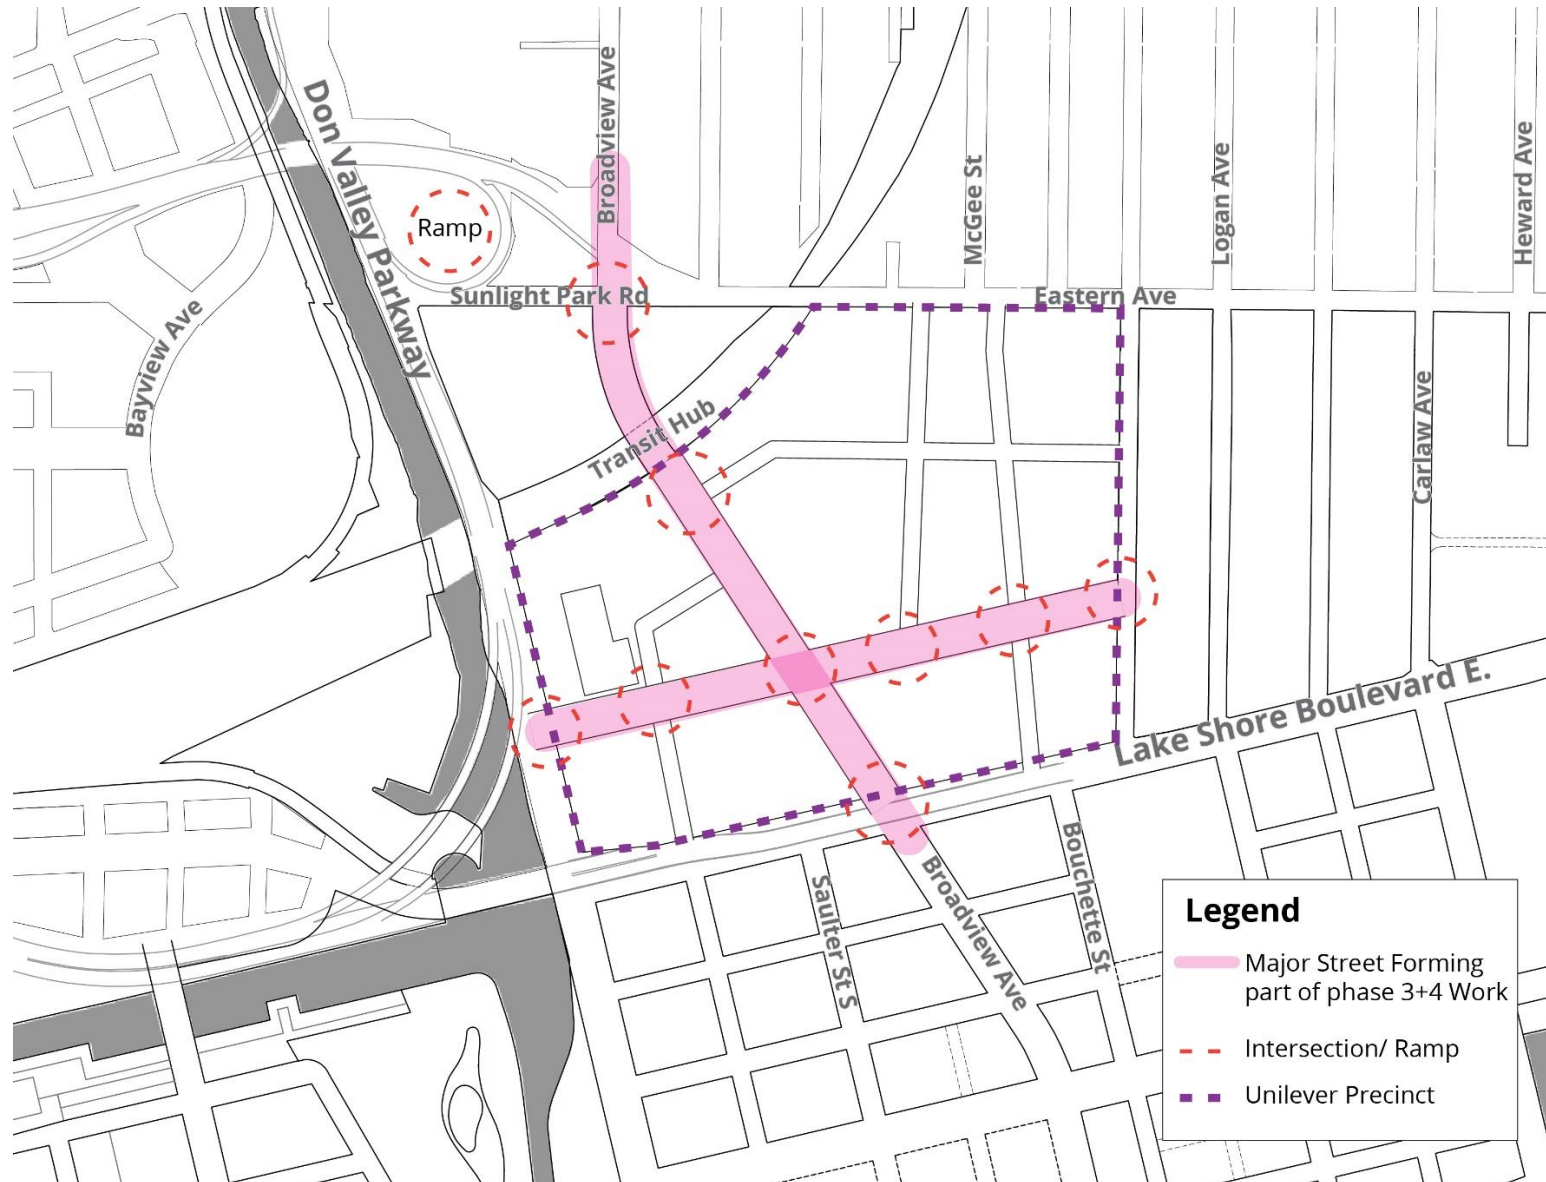 Broadview Ave
Don Valley Parkway
McGee St
Logan Ave
Heward Ave
Ramp
Sunlight Park Rd
Eastern Ave
Bayview Ave
Transit Hub
Carlaw Ave
Lake Shore Boulevard E.
Saulter St S
Broadview Ave
Bouchette St
Legend
Major Street Forming
part of phase 3+4 Work
Intersection/ Ramp
Unilever Precinct